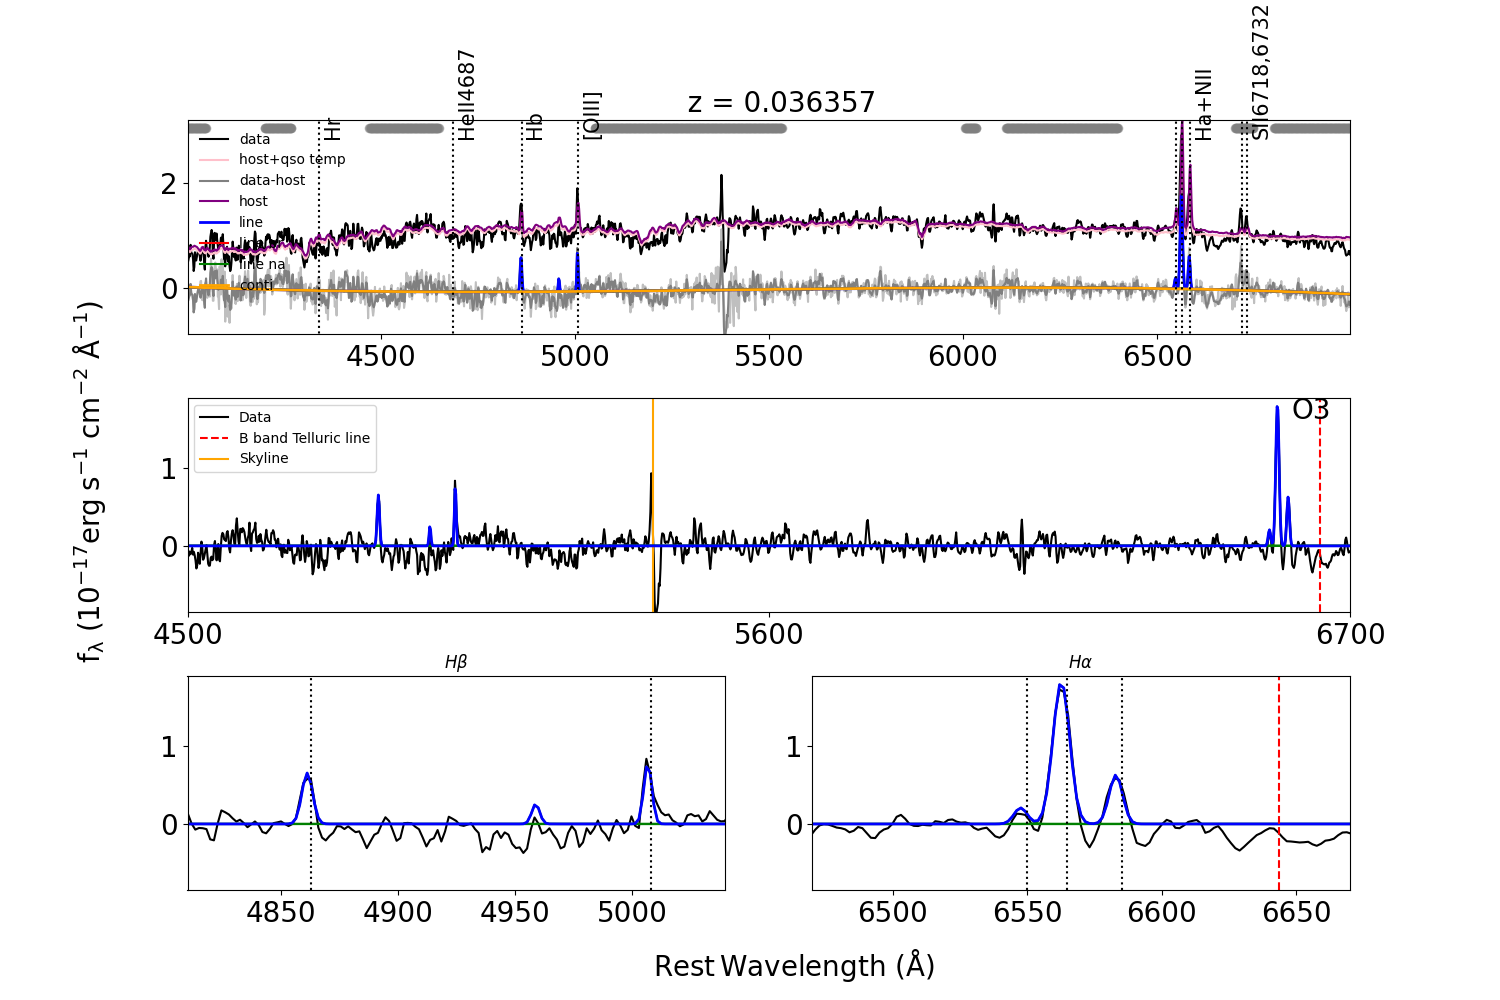 Hr
HeII4687
Hb
[OIII]
Ha+NII
SII6718,6732
z = 0.036357
data
host+qso temp
data-host
host
line
line na
conti
2
0
4500
5000
5500
6000
6500
Data
B band Telluric line
Skyline
O3
1
0
4500
5600
6700
Hβ
1
0
4850
4900
4950
5000
Hα
1
0
6500
6550
6600
6650
fλ (10−17erg s−1 cm−2 Å−1)
Rest Wavelength (Å)